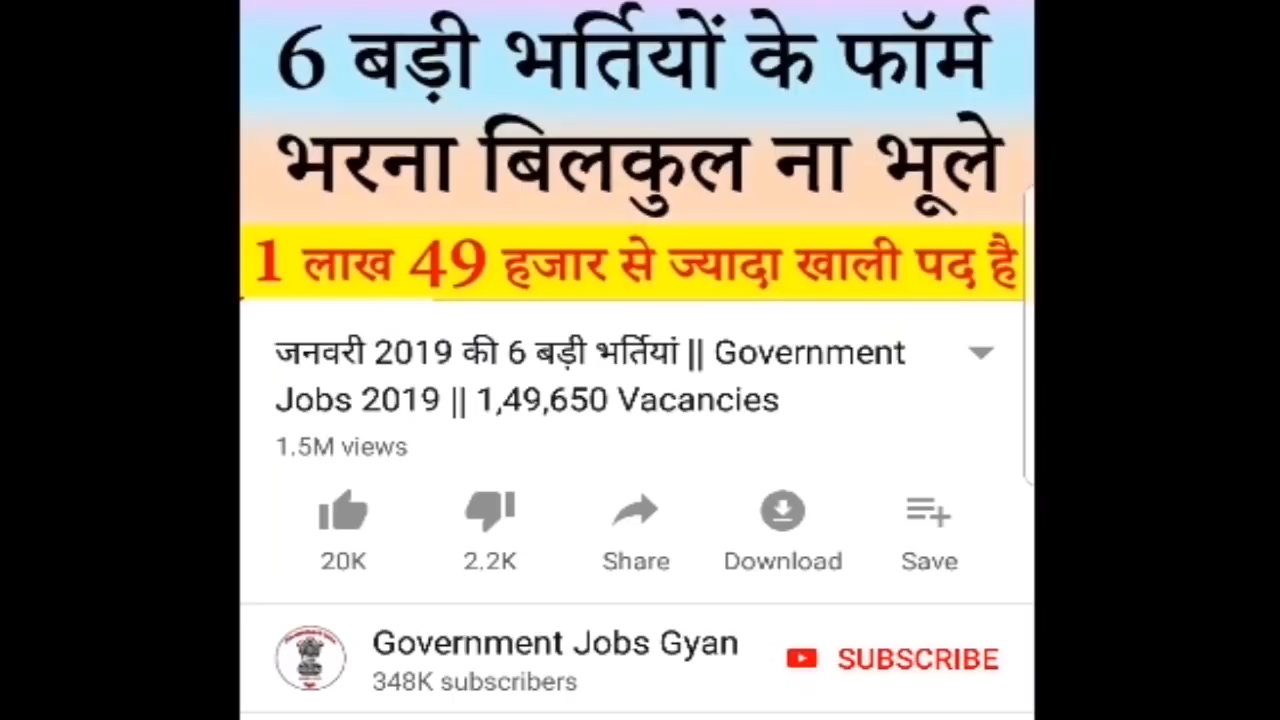 6 बड़ी भर्तियों के फॉर्म
भरना बिलकुल ना भूले
1 लाख 49 हजार से ज्यादा खाली पद है
जनवरी 2019 की 6 बड़ी भर्तियां || Government
Jobs 2019 || 1,49,650 Vacancies
1.5M views
20K 2.2K Share Download Save
Government Jobs Gyan
348K subscribers
SUBSCRIBE